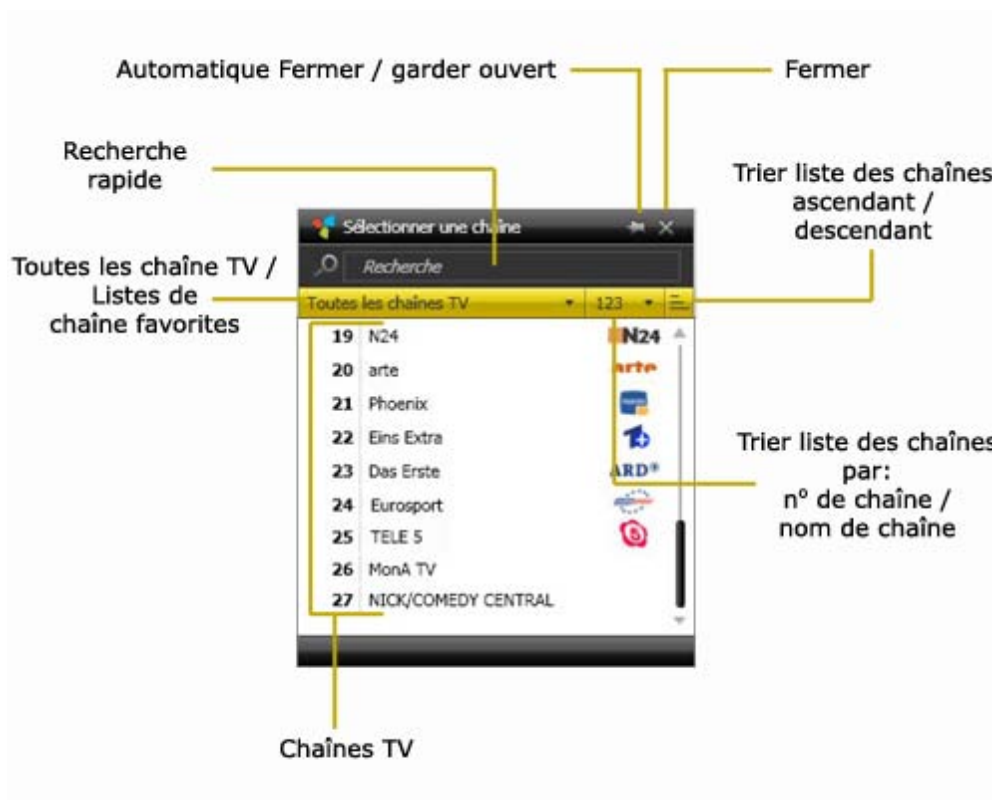 Automatique Fermer / garder ouvert
Fermer
Recherche
rapide
Trier liste des chaînes
ascendant /
descendant
Toutes les chaîne TV /
Listes de
chaîne favorites
Sélectionner une chaîne
Recherche
Toutes les chaînes TV
123
19 N24
N24
20 arte
arte
21 Phoenix
22 Eins Extra
23 Das Erste
ARD
24 Eurosport
25 TELE 5
26 MonA TV
27 NICK/COMEDY CENTRAL
Trier liste des chaînes
par:
n° de chaîne /
nom de chaîne
Chaînes TV